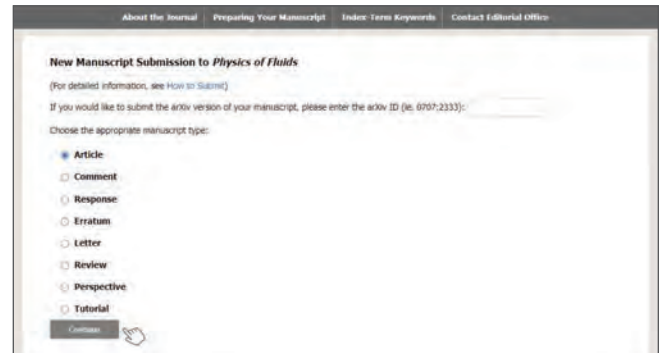 About the Journal Preparing Your Manuscript Index-Term Keywords Contact Editorial Office
New Manuscript Submission to Physics of Fluids
(For detailed information, see How to Submit)
If you would like to submit the arXiv version of your manuscript, please enter the arXiv ID (ie. 0707:2333):
Choose the appropriate manuscript type:
Article
Comment
Response
Erratum
Letter
Review
Perspective
Tutorial
Continue